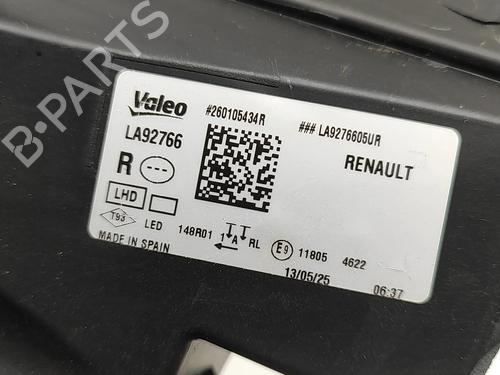 Valeo
#260105434R
### LA9276605UR
LA92766
RENAULT
R
LHD
T93
LED
148R01
1 A RL
E9
11805
4622
MADE IN SPAIN
13/05/25
06:37
B-PARTS